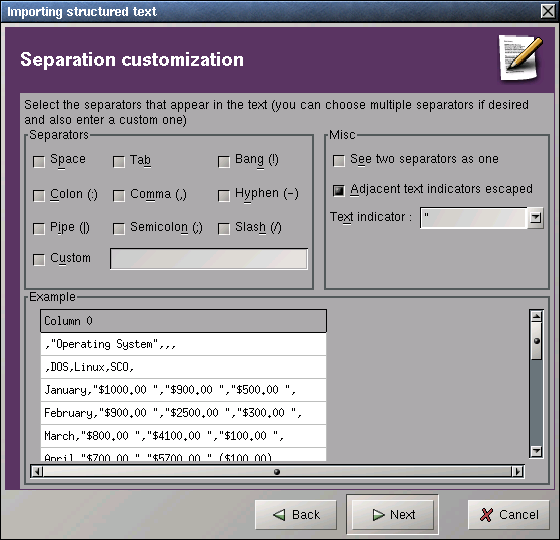 Importing structured text
Separation customization
Select the separators that appear in the text (you can choose multiple separators if desired
and also enter a custom one)
Separators
Space
Tab
Bang (!)
Colon (:)
Comma (,)
Hyphen (-)
Pipe (|)
Semicolon (;)
Slash (/)
Custom
Misc
See two separators as one
Adjacent text indicators escaped
Text indicator : "
Example
Column 0
,"Operating System",,,
,DOS,Linux,SCO,
January,"$1000.00 ","$900.00 ","$500.00 ",
February,"$900.00 ","$2500.00 ","$300.00 ",
March,"$800.00 ","$4100.00 ","$100.00 ",
April,"$700.00 ","$5700.00 ",($100.00)
Back
Next
Cancel